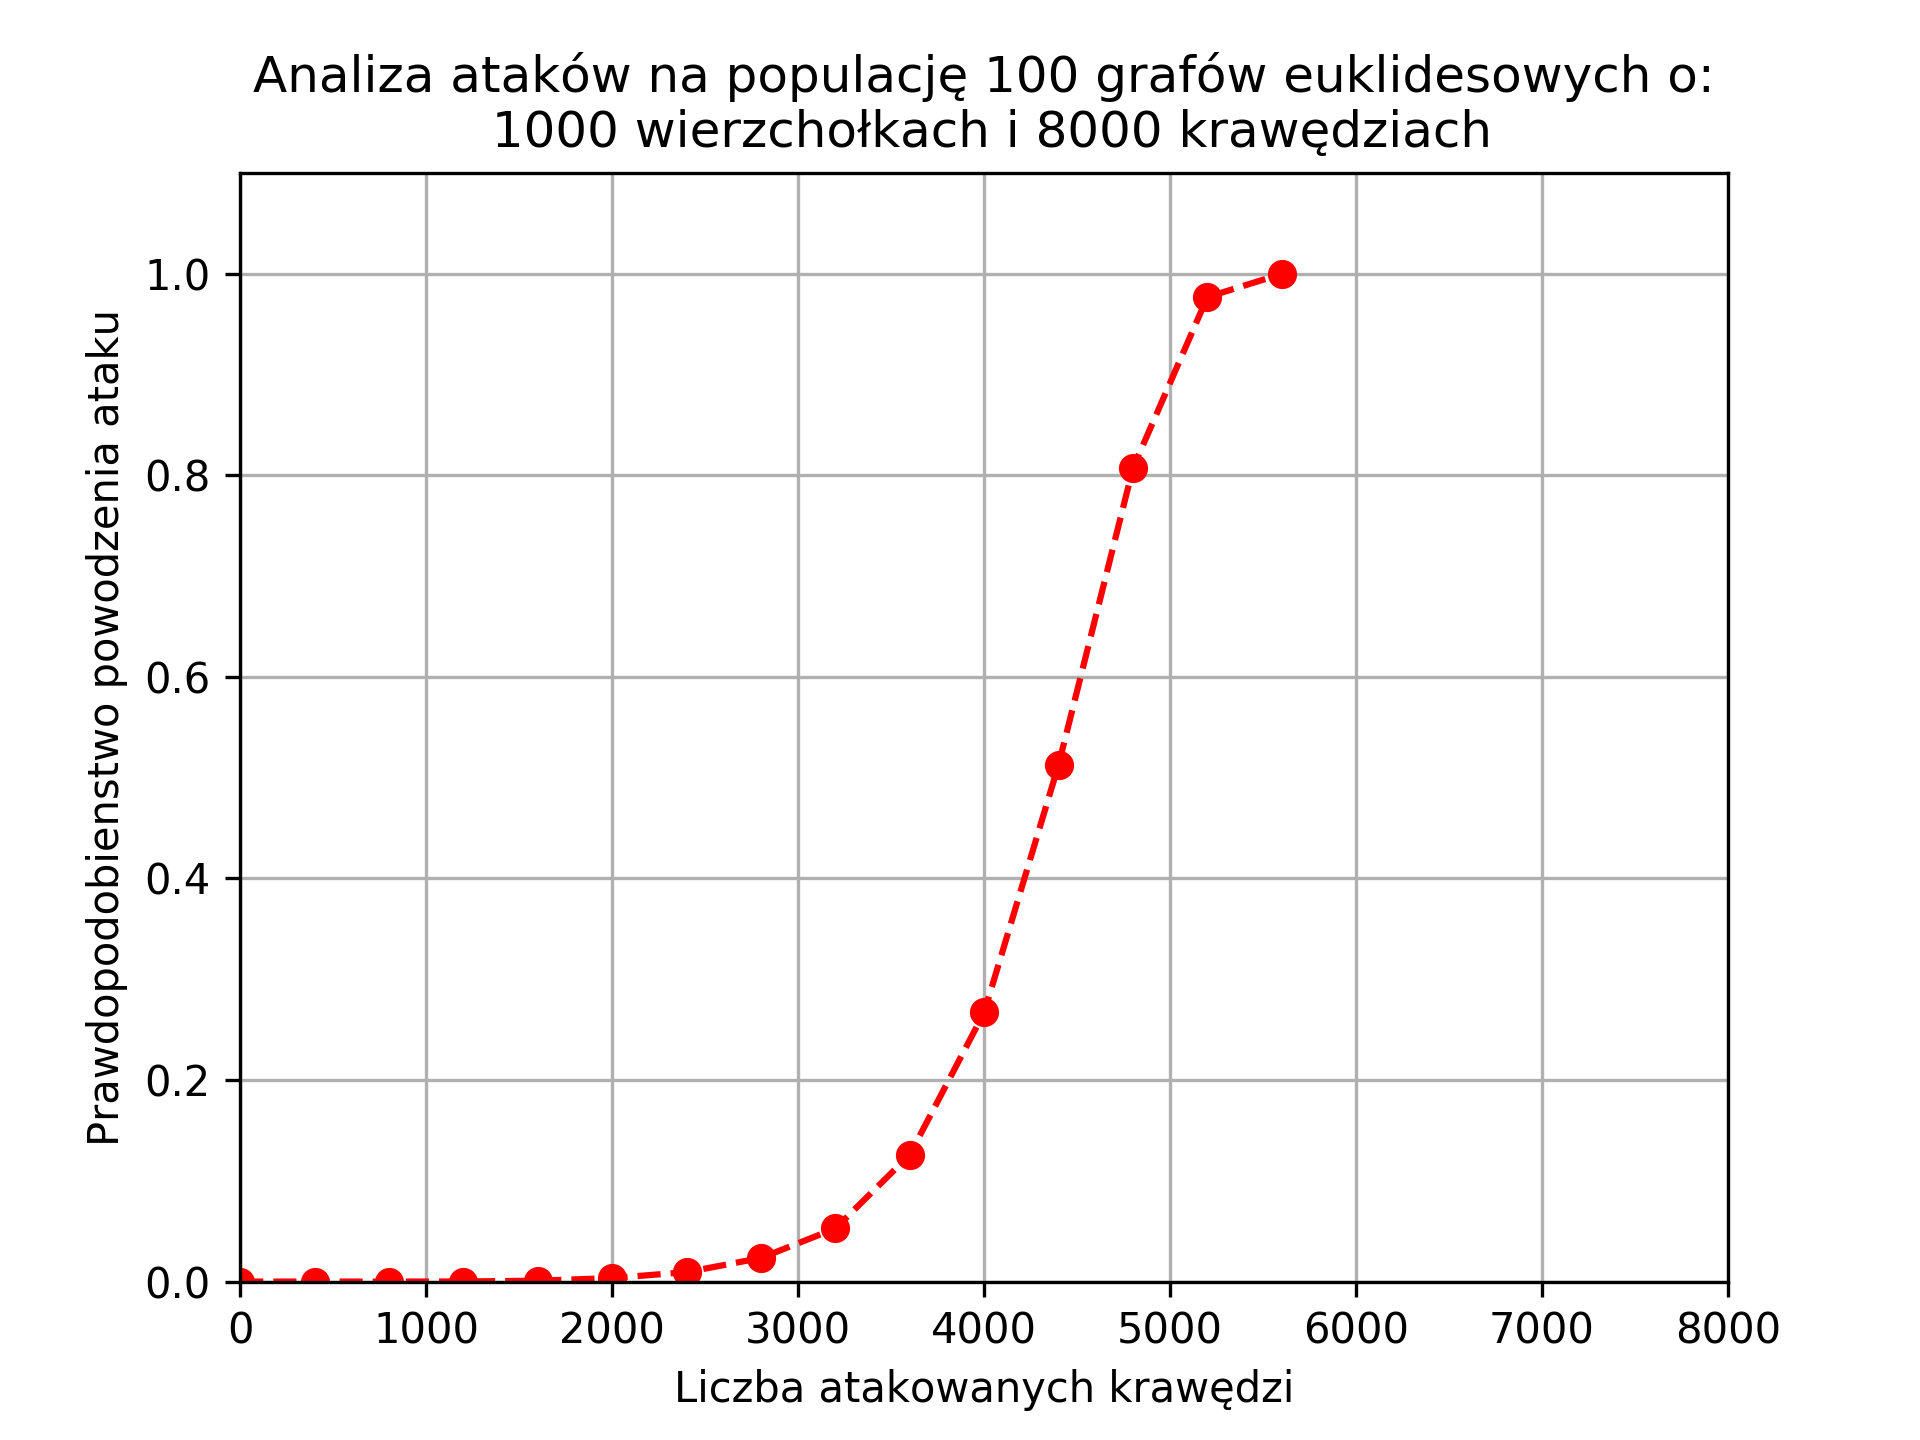 Analiza ataków na populację 100 grafów euklidesowych o:
1000 wierzchołkach i 8000 krawędziach
Prawdopodobienstwo powodzenia ataku
1.0
0.8
0.6
0.4
0.2
0.0
0 1000 2000 3000 4000 5000 6000 7000 8000
Liczba atakowanych krawędzi